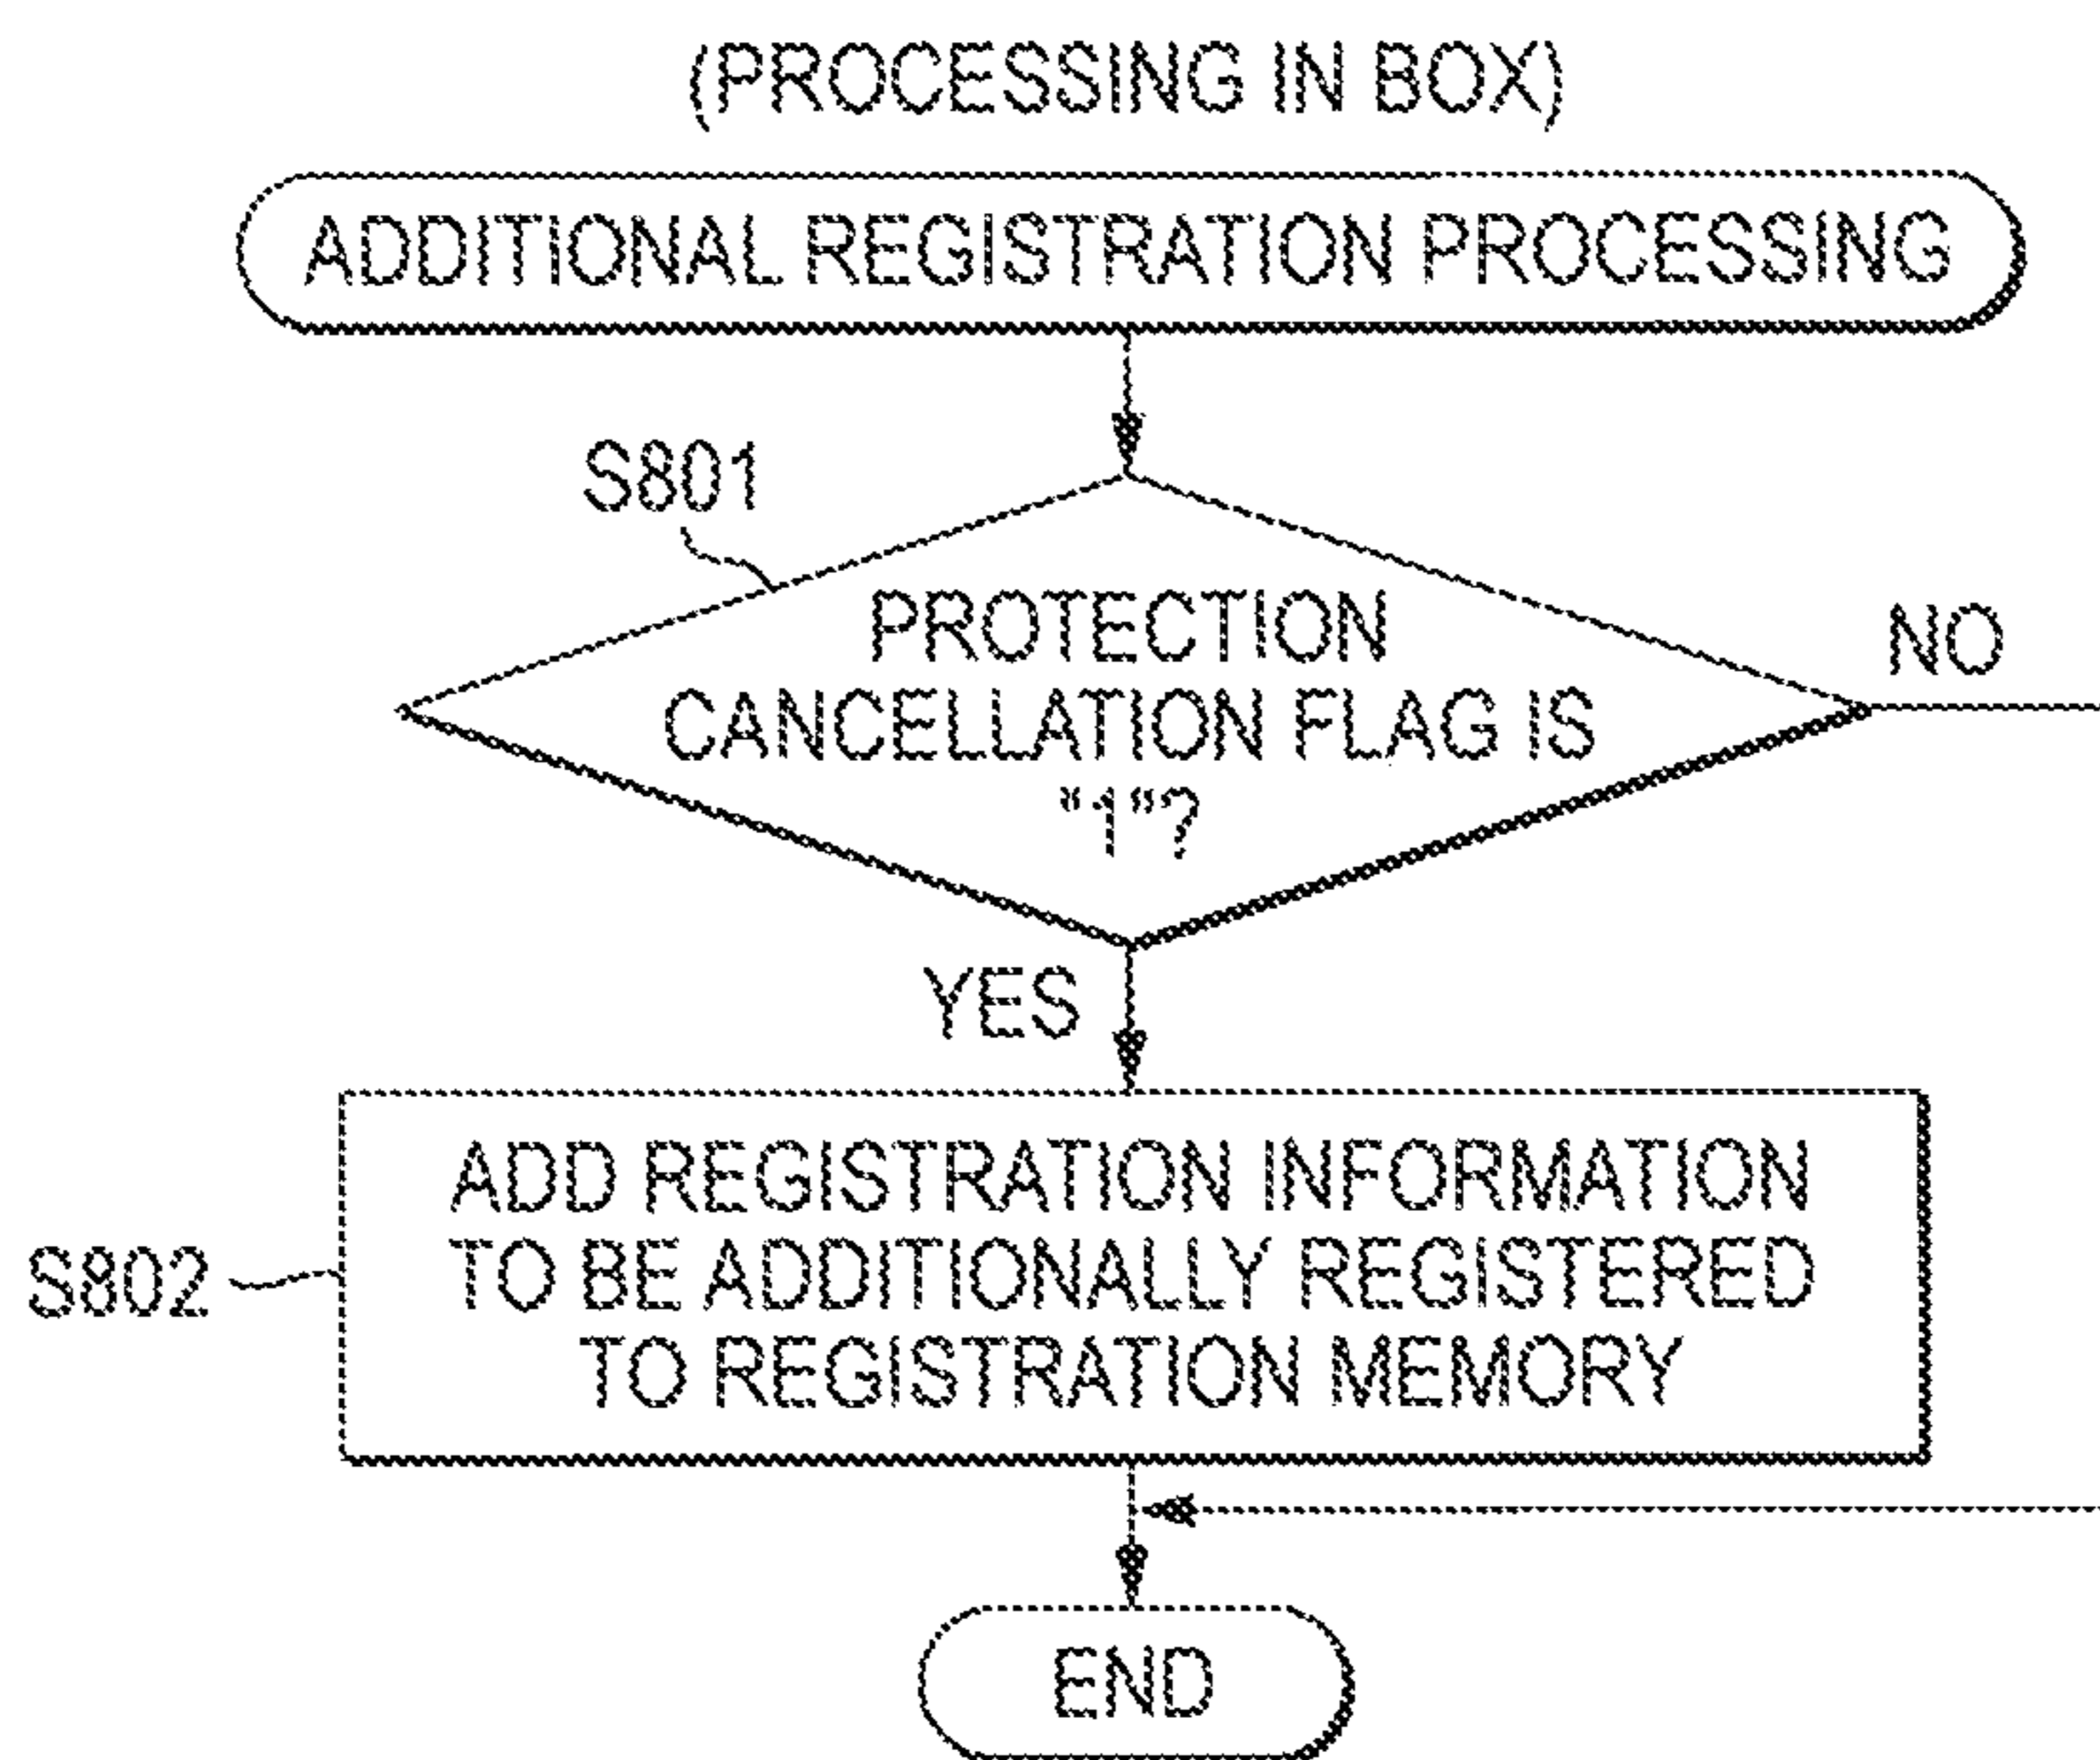 (PROCESSING IN BOX)
ADDITIONAL REGISTRATION PROCESSING
S801
PROTECTION
CANCELLATION FLAG IS
"1"?
NO
YES
S802
ADD REGISTRATION INFORMATION
TO BE ADDITIONALLY REGISTERED
TO REGISTRATION MEMORY
END